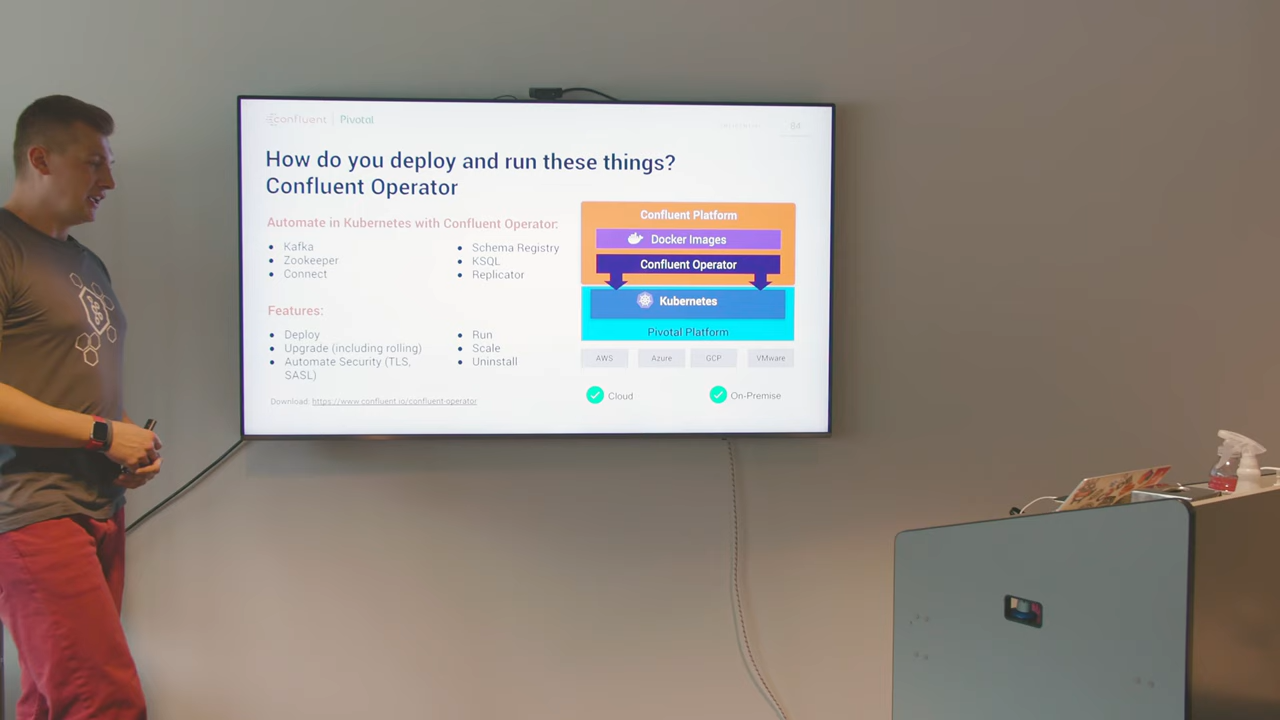 confluent | Pivotal
64
How do you deploy and run these things?
Confluent Operator
Automate in Kubernetes with Confluent Operator:
• Kafka
• Zookeeper
• Connect
• Schema Registry
• KSQL
• Replicator
Features:
• Deploy
• Upgrade (including rolling)
• Automate Security (TLS,
SASL)
• Run
• Scale
• Uninstall
Download: https://www.confluent.io/confluent-operator
Confluent Platform
Docker Images
Confluent Operator
Kubernetes
Pivotal Platform
AWS
Azure
GCP
VMware
Cloud
On-Premise